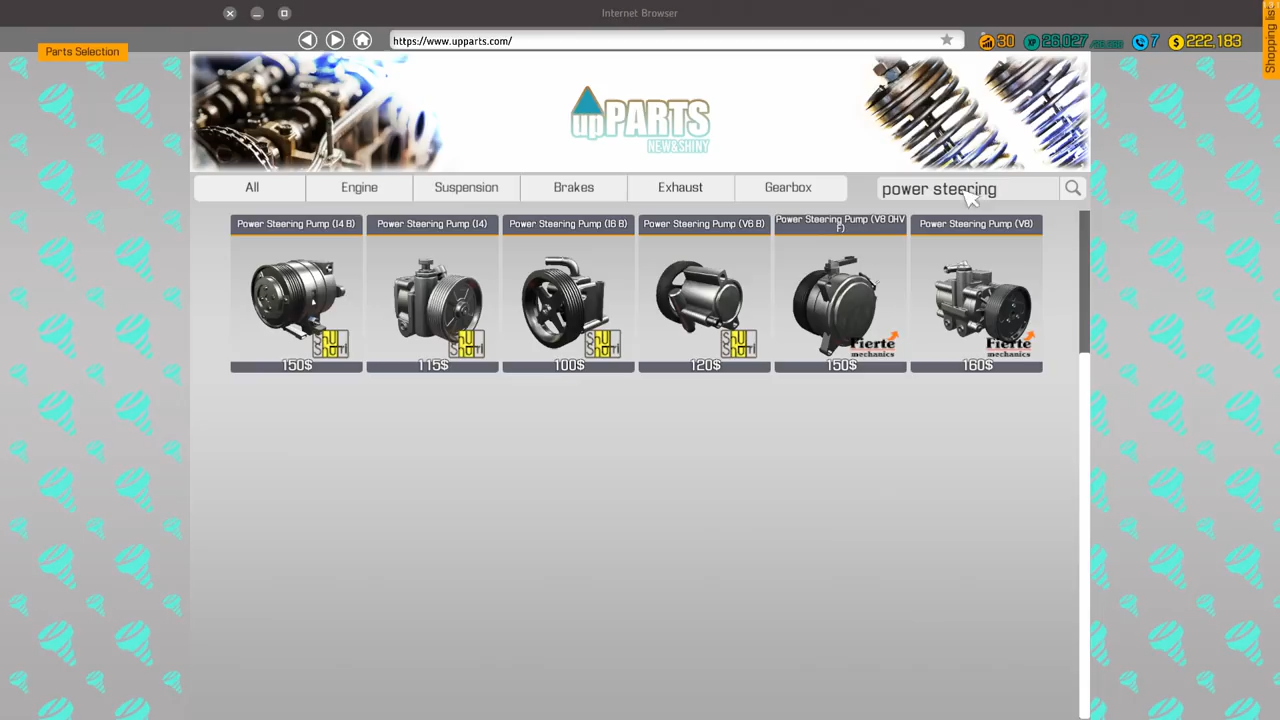 Internet Browser
Parts Selection
https://www.upparts.com/
30
7
222,183
Shopping list
upPARTS
NEW&SHINY
All
Engine
Suspension
Brakes
Exhaust
Gearbox
power steering
Power Steering Pump (I4 B)
Power Steering Pump (I4)
Power Steering Pump (I6 B)
Power Steering Pump (V6 B)
Power Steering Pump (V8 OHV
F)
Power Steering Pump (V8)
Fierte
mechanics
Fierte
mechanics
150$
115$
100$
120$
150$
160$